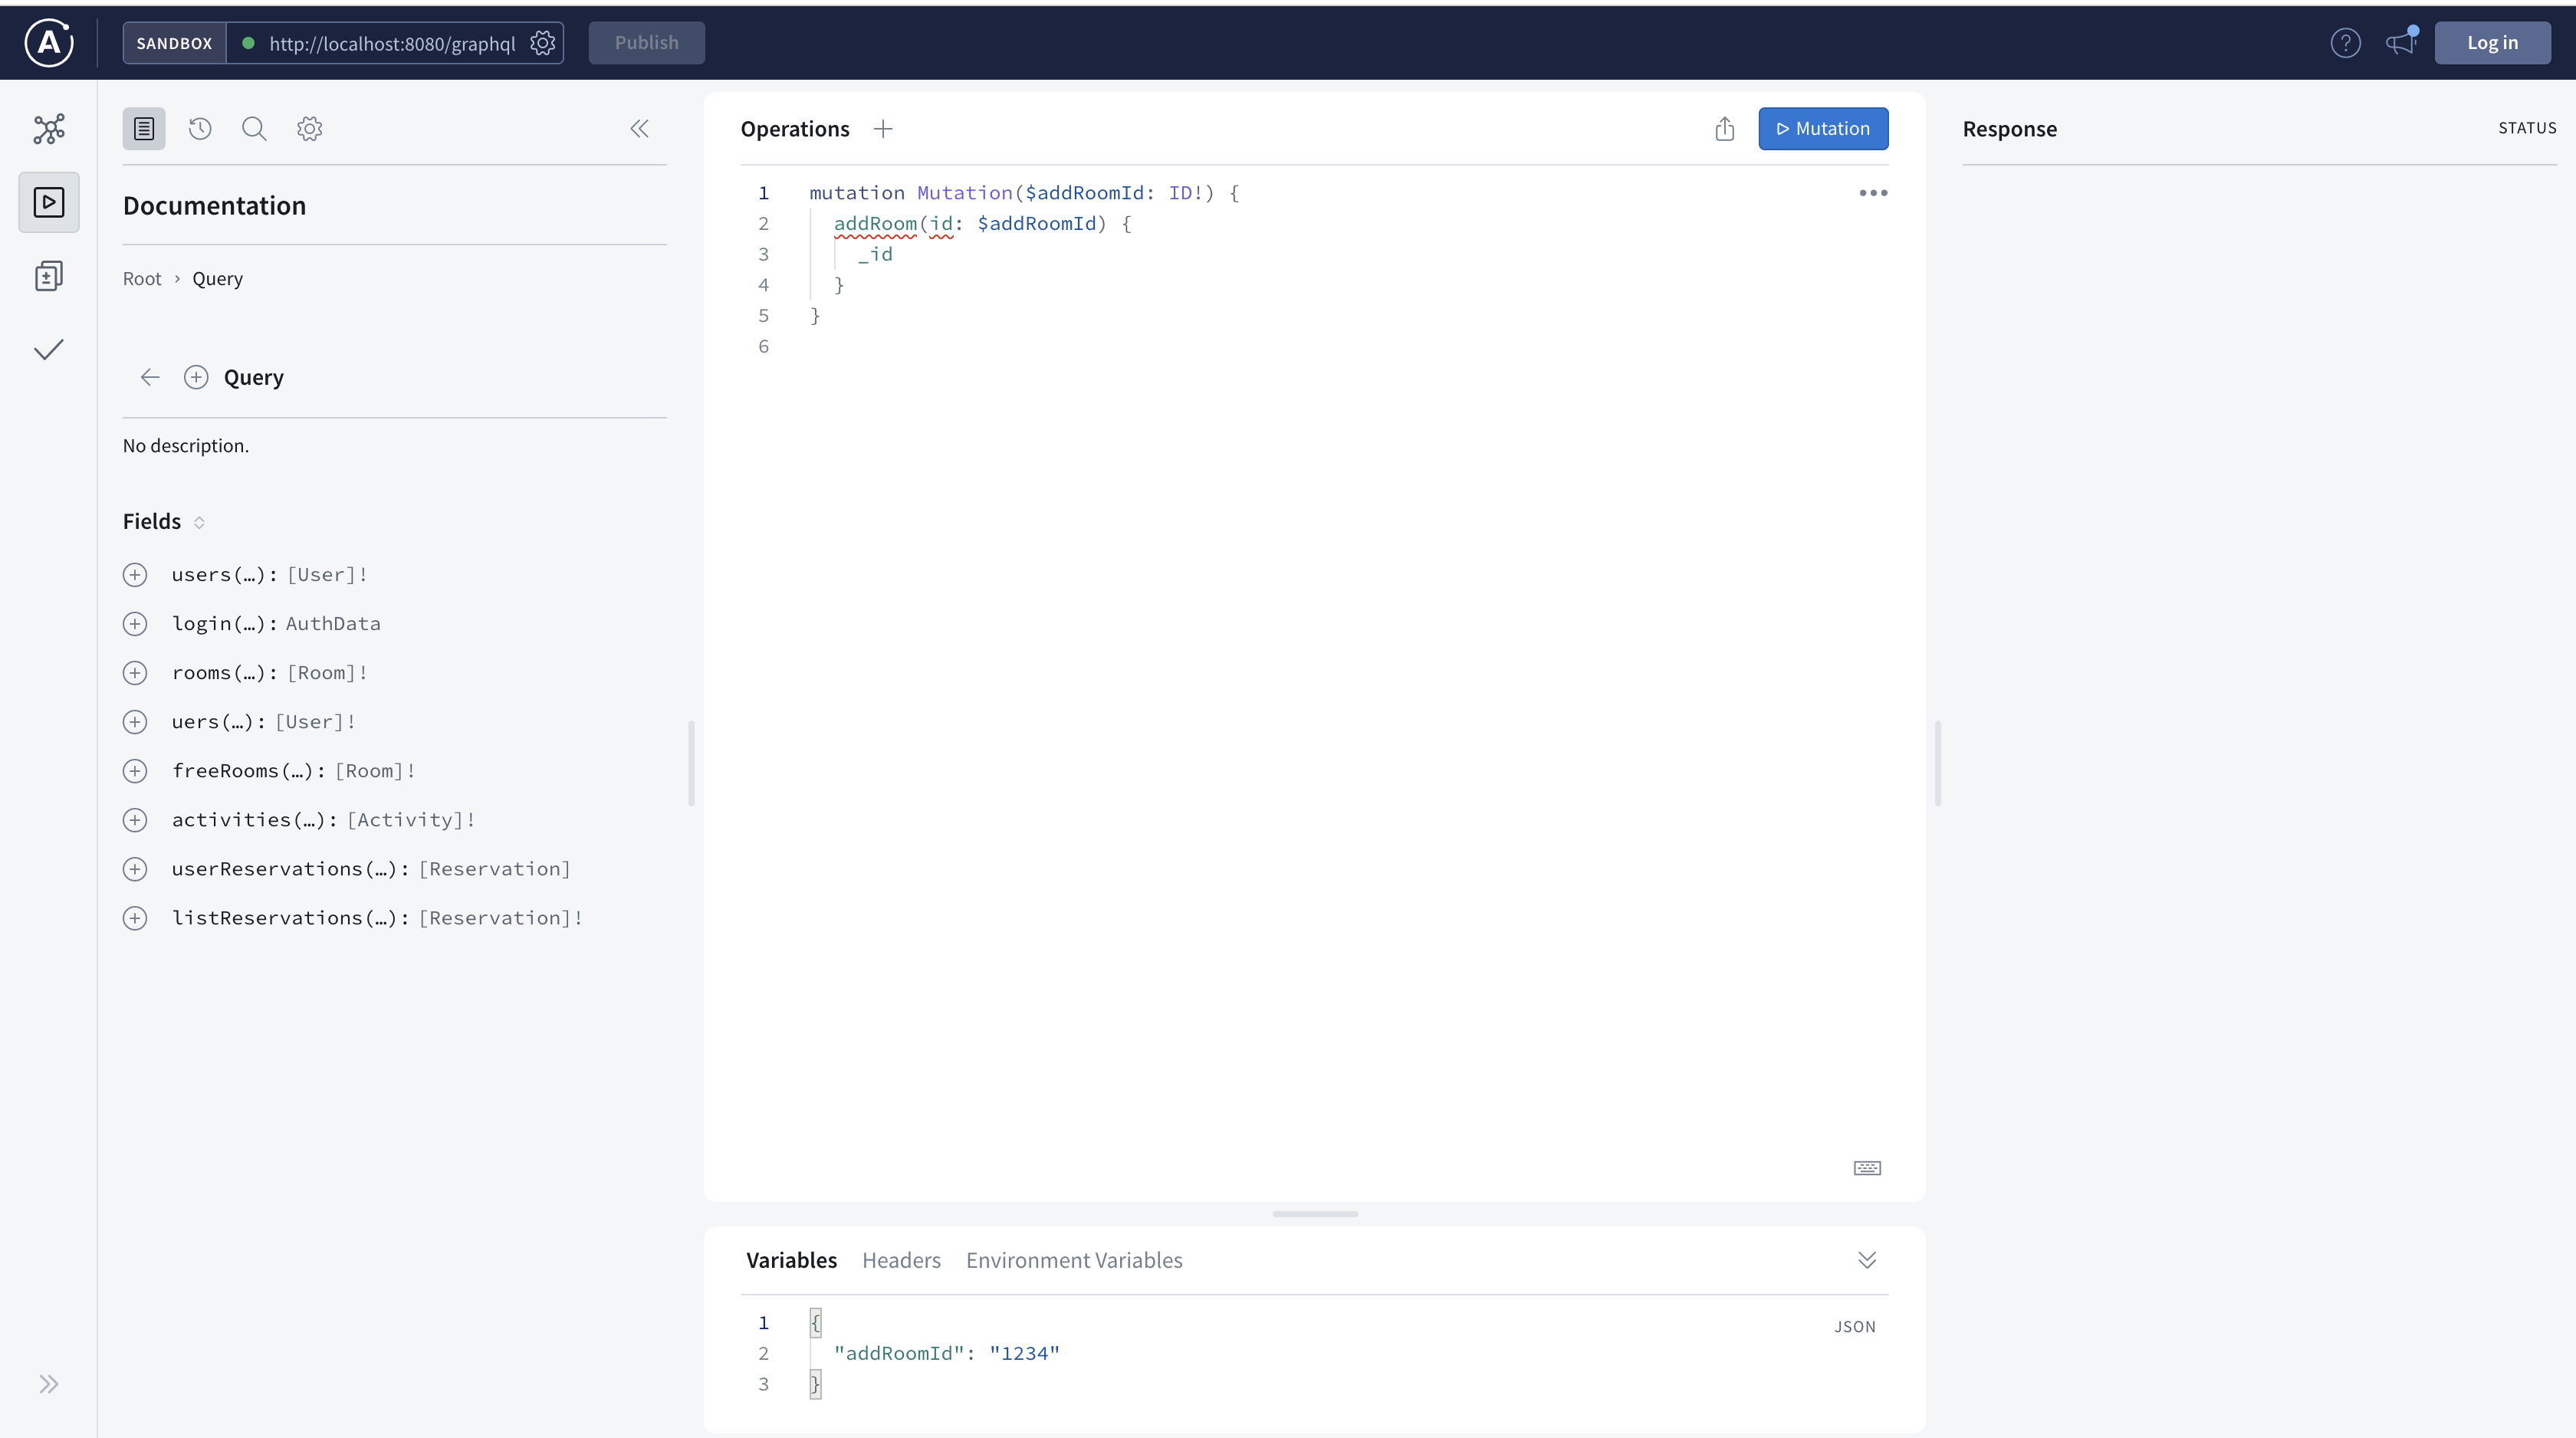 SANDBOX http://localhost:8080/graphql Publish Log in
Documentation
Root › Query
Query
No description.
Fields
users(…): [User]!
login(…): AuthData
rooms(…): [Room]!
uers(…): [User]!
freeRooms(…): [Room]!
activities(…): [Activity]!
userReservations(…): [Reservation]
listReservations(…): [Reservation]!
Operations Mutation
1 mutation Mutation($addRoomId: ID!) {
2 addRoom(id: $addRoomId) {
3 _id
4 }
5 }
6
Variables Headers Environment Variables
1 {
JSON
2 "addRoomId": "1234"
3 }
Response STATUS